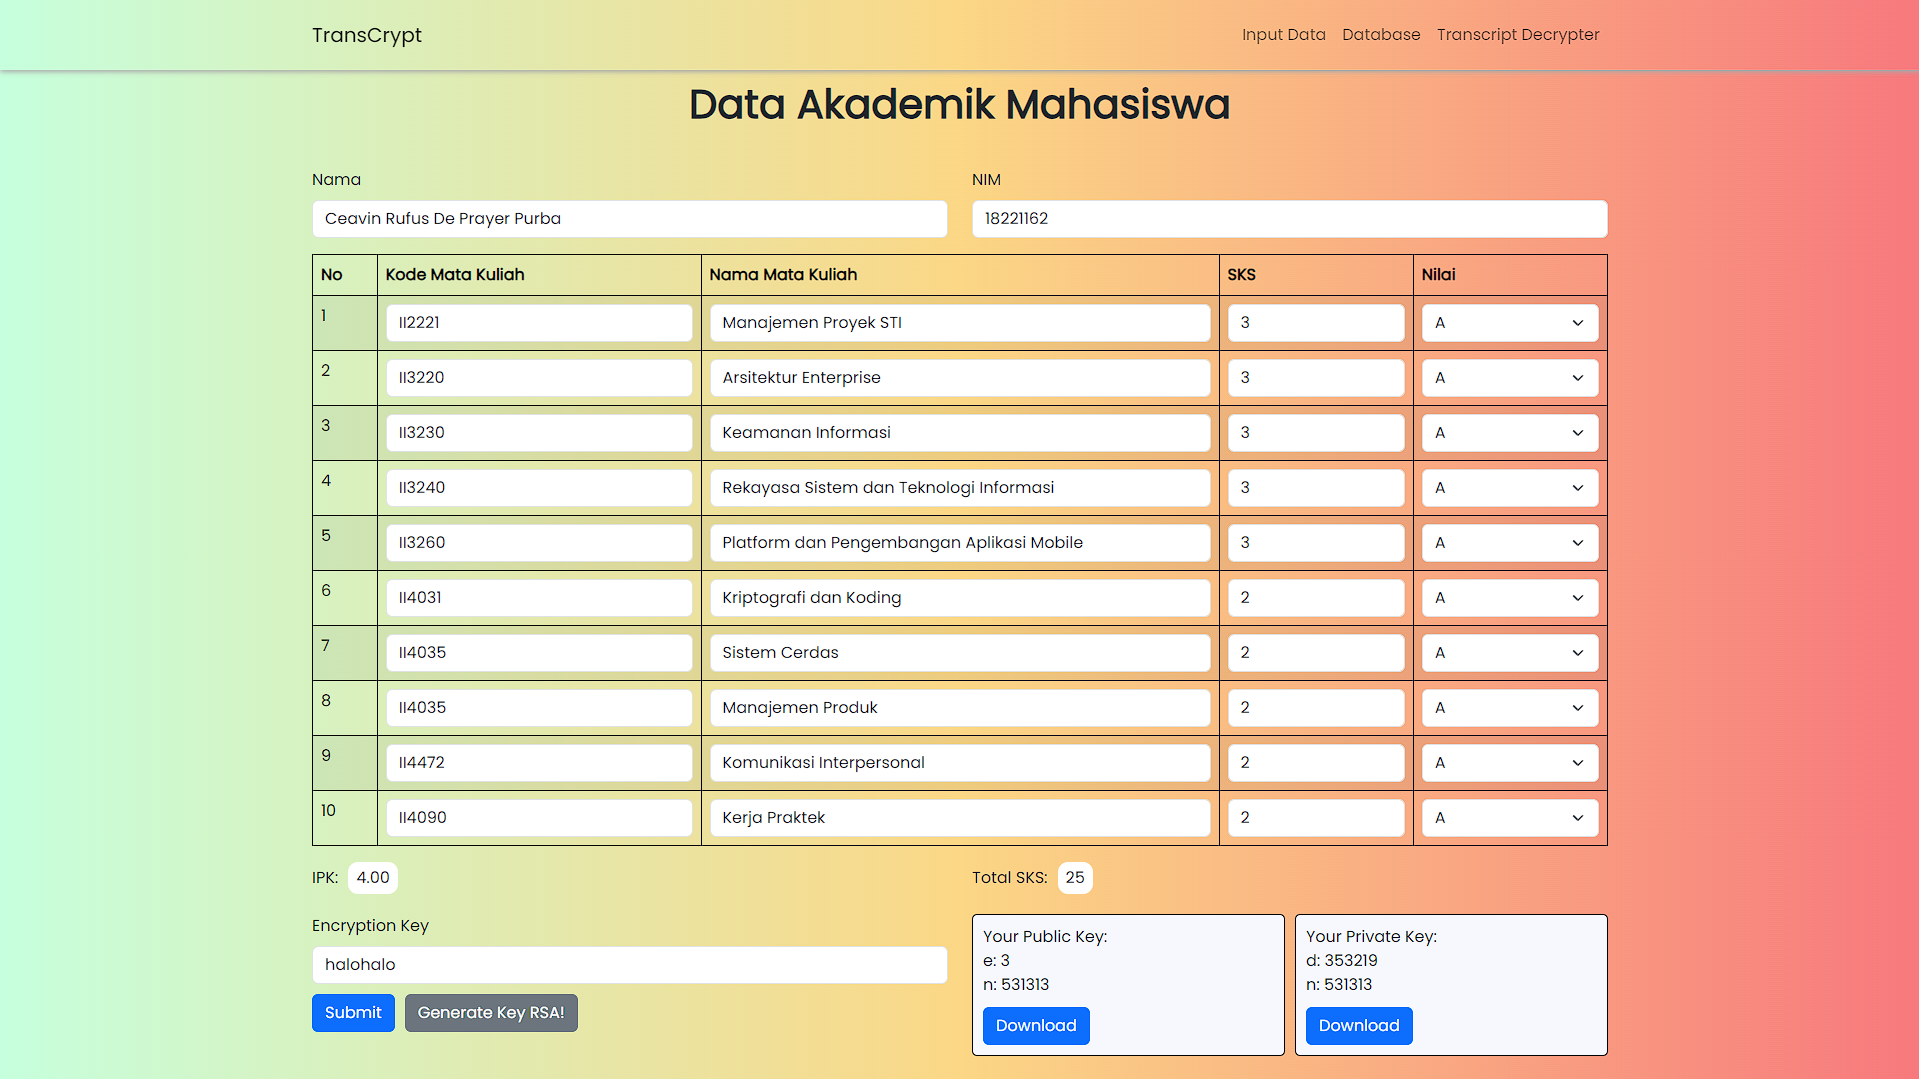 TransCrypt Input Data Database Transcript Decrypter
Data Akademik Mahasiswa
Nama NIM
Ceavin Rufus De Prayer Purba 18221162
No Kode Mata Kuliah Nama Mata Kuliah SKS Nilai
1 II2221 Manajemen Proyek STI 3 A
2 II3220 Arsitektur Enterprise 3 A
3 II3230 Keamanan Informasi 3 A
4 II3240 Rekayasa Sistem dan Teknologi Informasi 3 A
5 II3260 Platform dan Pengembangan Aplikasi Mobile 3 A
6 II4031 Kriptografi dan Koding 2 A
7 II4035 Sistem Cerdas 2 A
8 II4035 Manajemen Produk 2 A
9 II4472 Komunikasi Interpersonal 2 A
10 II4090 Kerja Praktek 2 A
IPK: 4.00 Total SKS: 25
Encryption Key
halohalo
Submit Generate Key RSA!
Your Public Key:
e: 3
n: 531313
Download
Your Private Key:
d: 353219
n: 531313
Download